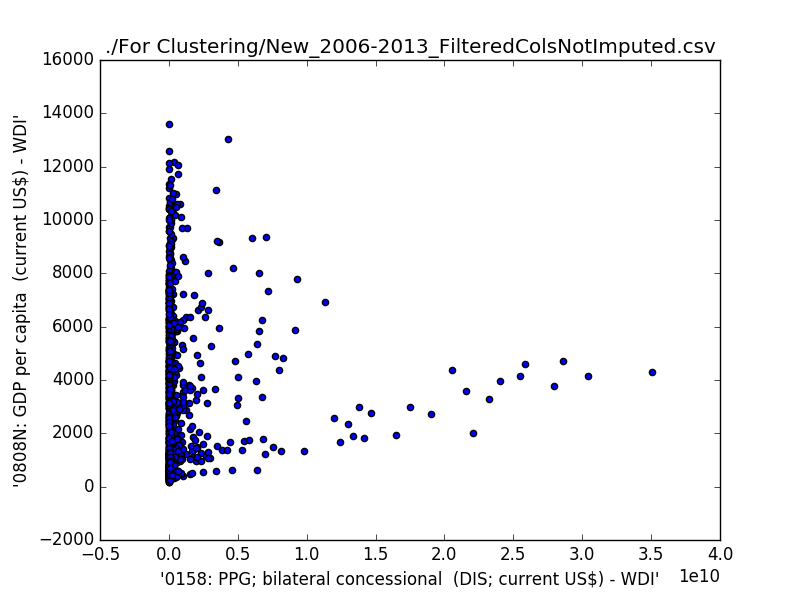 ./For Clustering/New_2006-2013_FilteredColsNotImputed.csv
16000
14000
12000
10000
8000
6000
4000
2000
0
−2000
'0808N: GDP per capita  (current US$) - WDI'
−0.5 0.0 0.5 1.0 1.5 2.0 2.5 3.0 3.5 4.0
1e10
'0158: PPG; bilateral concessional  (DIS; current US$) - WDI'